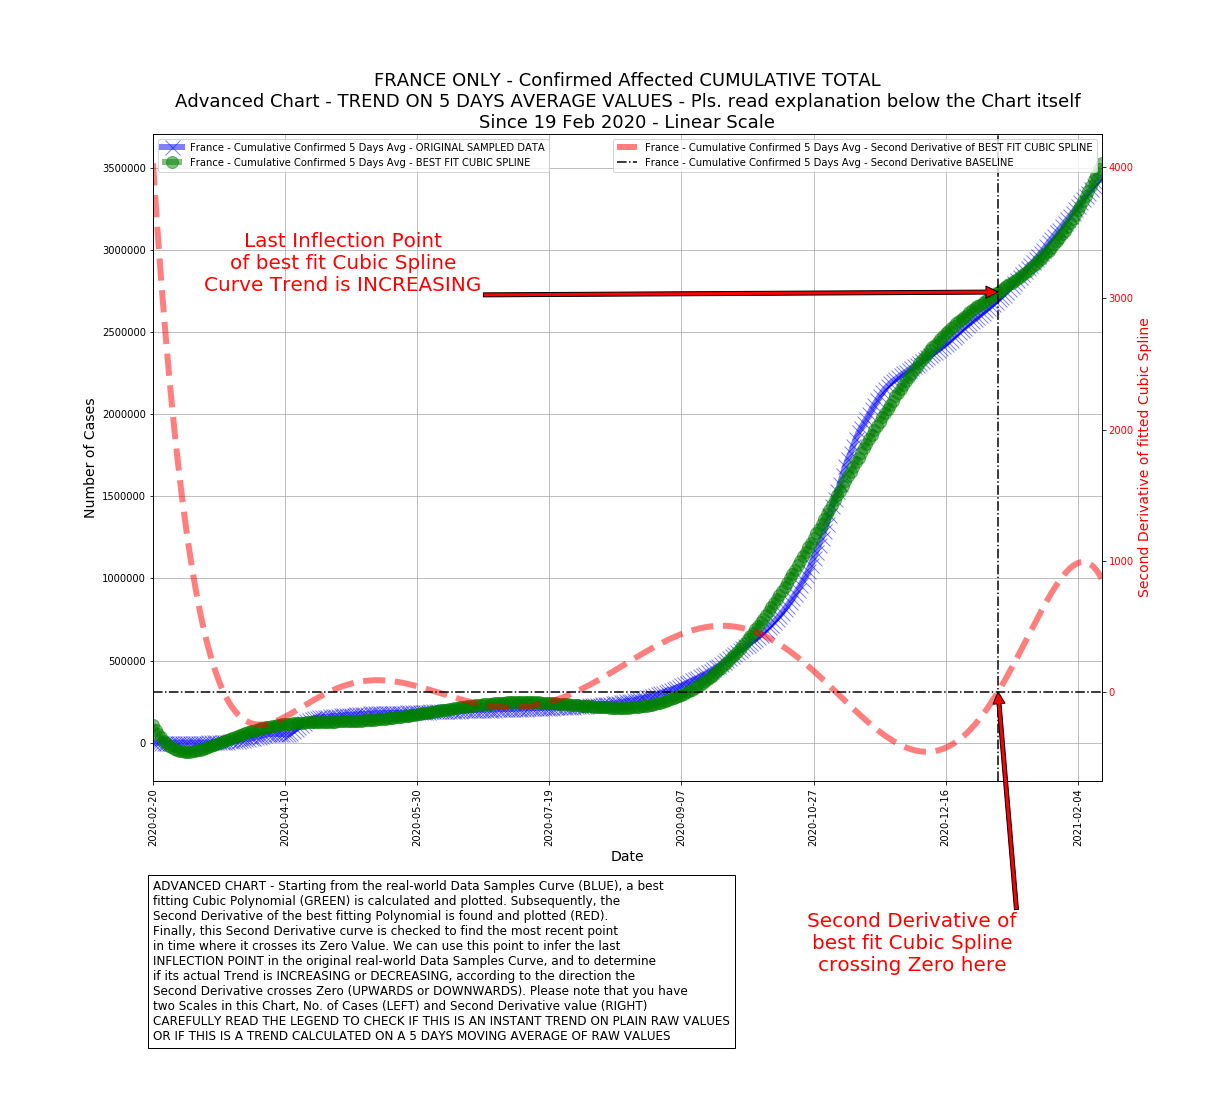 FRANCE ONLY - Confirmed Affected CUMULATIVE TOTAL
Advanced Chart - TREND ON 5 DAYS AVERAGE VALUES - Pls. read explanation below the Chart itself
Since 19 Feb 2020 - Linear Scale
France - Cumulative Confirmed 5 Days Avg - ORIGINAL SAMPLED DATA
France - Cumulative Confirmed 5 Days Avg - BEST FIT CUBIC SPLINE
France - Cumulative Confirmed 5 Days Avg - Second Derivative of BEST FIT CUBIC SPLINE
France - Cumulative Confirmed 5 Days Avg - Second Derivative BASELINE
Last Inflection Point
of best fit Cubic Spline
Curve Trend is INCREASING
Number of Cases
3500000
3000000
2500000
2000000
1500000
1000000
500000
0
4000
3000
2000
1000
0
Second Derivative of fitted Cubic Spline
2020-02-20
2020-04-10
2020-05-30
2020-07-19
2020-09-07
2020-10-27
2020-12-16
2021-02-04
Date
ADVANCED CHART - Starting from the real-world Data Samples Curve (BLUE), a best
fitting Cubic Polynomial (GREEN) is calculated and plotted. Subsequently, the
Second Derivative of the best fitting Polynomial is found and plotted (RED).
Finally, this Second Derivative curve is checked to find the most recent point
in time where it crosses its Zero Value. We can use this point to infer the last
INFLECTION POINT in the original real-world Data Samples Curve, and to determine
if its actual Trend is INCREASING or DECREASING, according to the direction the
Second Derivative crosses Zero (UPWARDS or DOWNWARDS). Please note that you have
two Scales in this Chart, No. of Cases (LEFT) and Second Derivative value (RIGHT)
CAREFULLY READ THE LEGEND TO CHECK IF THIS IS AN INSTANT TREND ON PLAIN RAW VALUES
OR IF THIS IS A TREND CALCULATED ON A 5 DAYS MOVING AVERAGE OF RAW VALUES
Second Derivative of
best fit Cubic Spline
crossing Zero here